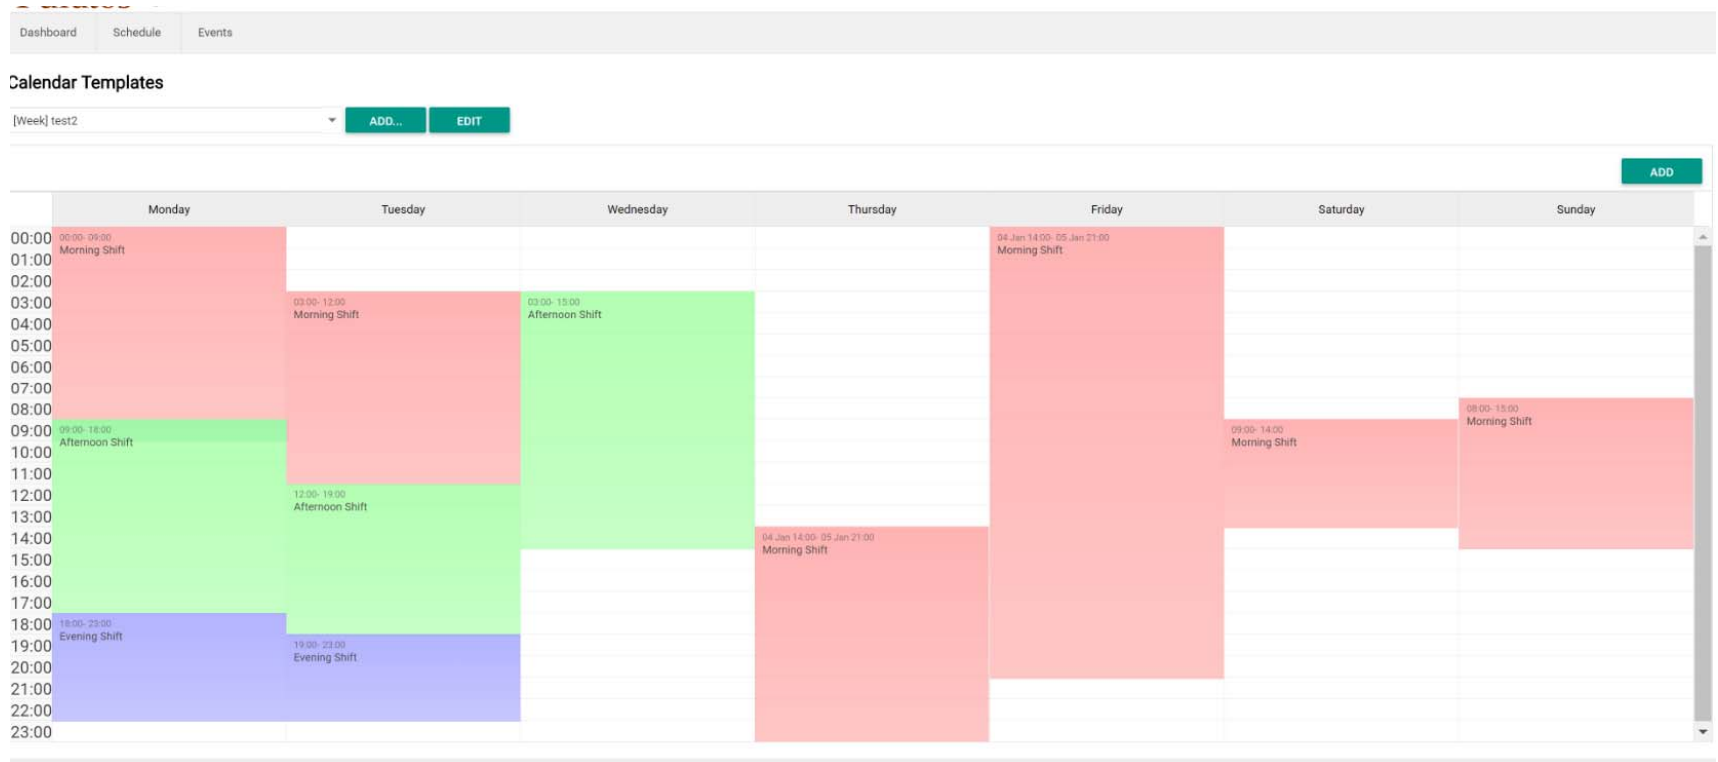 Dashboard Schedule Events
Calendar Templates
[Week] test2 ADD... EDIT
ADD
Monday Tuesday Wednesday Thursday Friday Saturday Sunday
00:00 00:00- 09:00 04 Jan 14:00- 05 Jan 21:00
Morning Shift Morning Shift
01:00
02:00
03:00 03:00- 12:00 03:00- 15:00
Morning Shift Afternoon Shift
04:00
05:00
06:00
07:00
08:00 08:00- 15:00
Morning Shift
09:00 09:00- 18:00 09:00- 14:00
Afternoon Shift Morning Shift
10:00
11:00
12:00 12:00- 19:00
Afternoon Shift
13:00
14:00 04 Jan 14:00- 05 Jan 21:00
Morning Shift
15:00
16:00
17:00
18:00 18:00- 23:00
Evening Shift
19:00 19:00- 23:00
Evening Shift
20:00
21:00
22:00
23:00